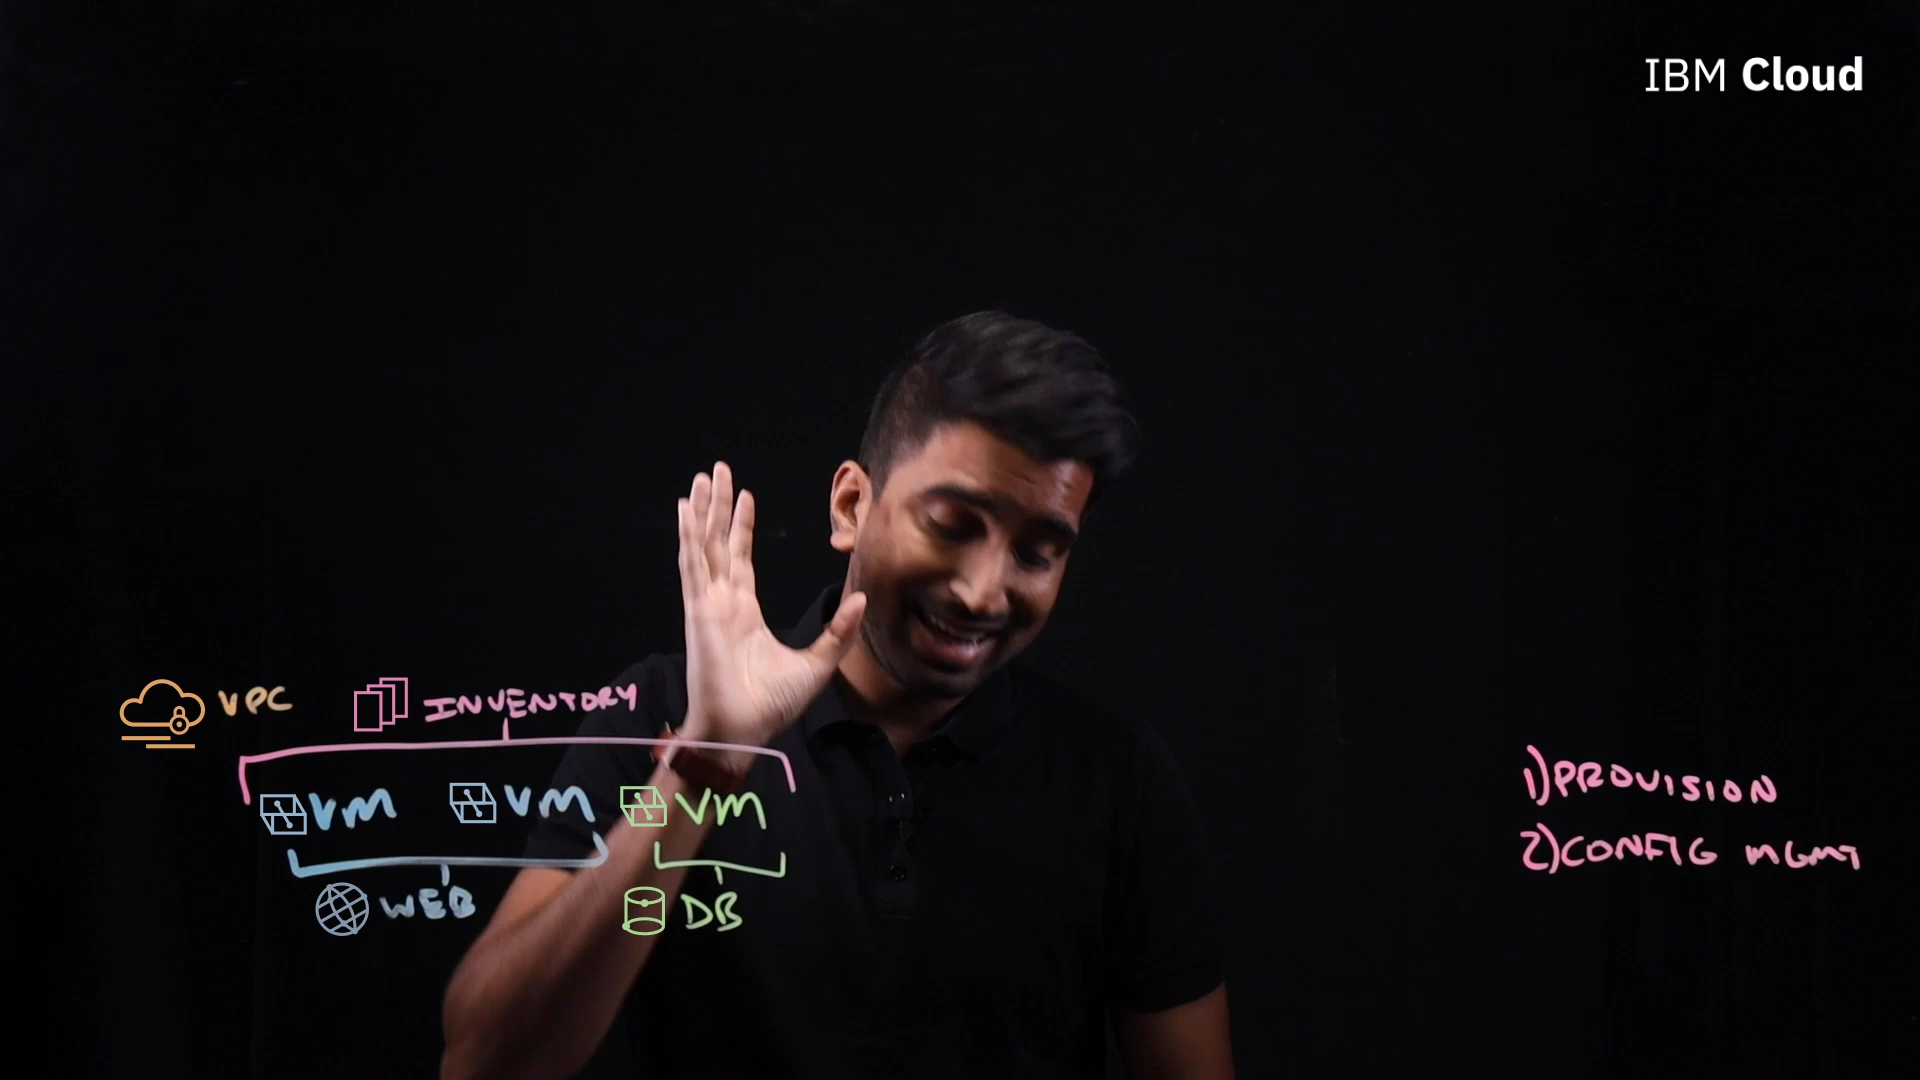 IBM Cloud
VPC
INVENTORY
VM VM VM
WEB DB
1) PROVISION
2) CONFIG MGMT